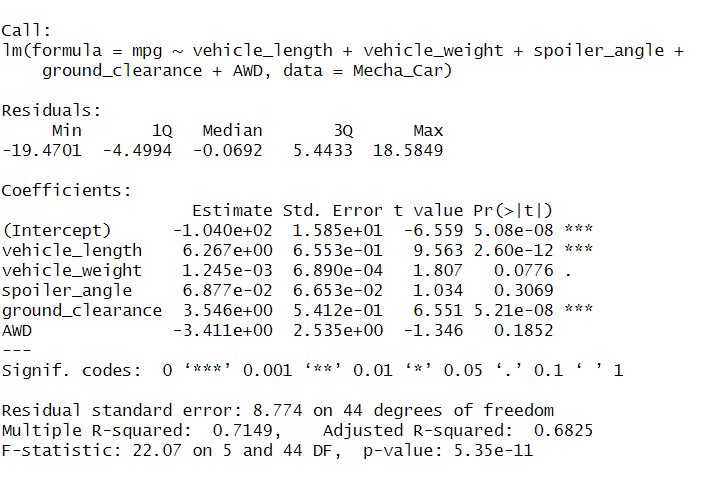 Call:
lm(formula = mpg ~ vehicle_length + vehicle_weight + spoiler_angle +
    ground_clearance + AWD, data = Mecha_Car)

Residuals:
     Min       1Q   Median       3Q      Max
-19.4701  -4.4994  -0.0692   5.4433  18.5849

Coefficients:
                   Estimate Std. Error t value Pr(>|t|)
(Intercept)      -1.040e+02  1.585e+01  -6.559 5.08e-08 ***
vehicle_length    6.267e+00  6.553e-01   9.563 2.60e-12 ***
vehicle_weight    1.245e-03  6.890e-04   1.807   0.0776 .
spoiler_angle     6.877e-02  6.653e-02   1.034   0.3069
ground_clearance  3.546e+00  5.412e-01   6.551 5.21e-08 ***
AWD              -3.411e+00  2.535e+00  -1.346   0.1852
---
Signif. codes:  0 ‘***’ 0.001 ‘**’ 0.01 ‘*’ 0.05 ‘.’ 0.1 ‘ ’ 1

Residual standard error: 8.774 on 44 degrees of freedom
Multiple R-squared:  0.7149,    Adjusted R-squared:  0.6825
F-statistic: 22.07 on 5 and 44 DF,  p-value: 5.35e-11